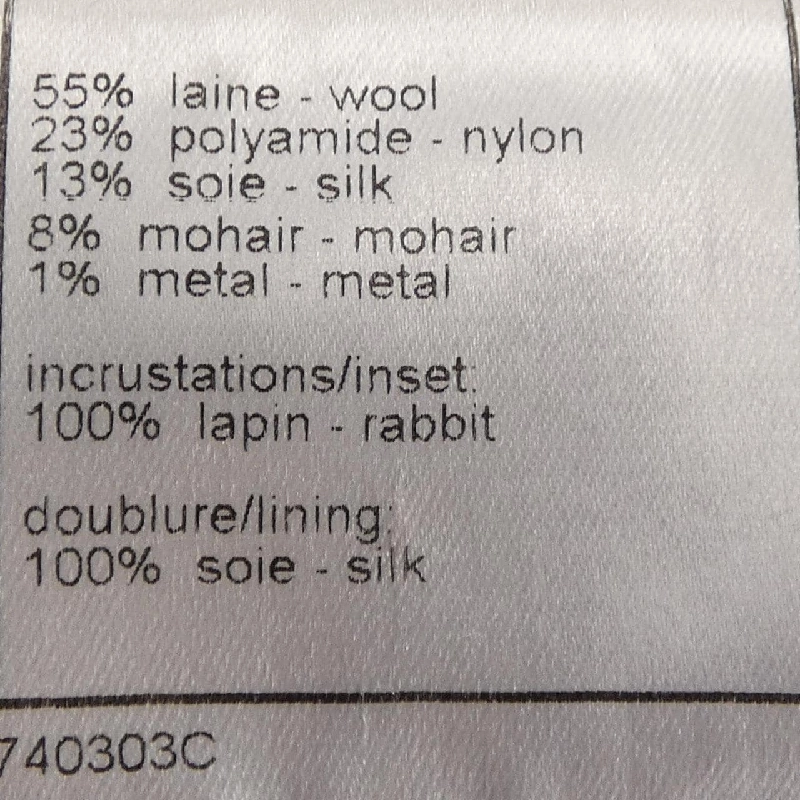 55% laine - wool
23% polyamide - nylon
13% soie - silk
8% mohair - mohair
1% metal - metal
incrustations/inset:
100% lapin - rabbit
doublure/lining:
100% soie - silk
740303C